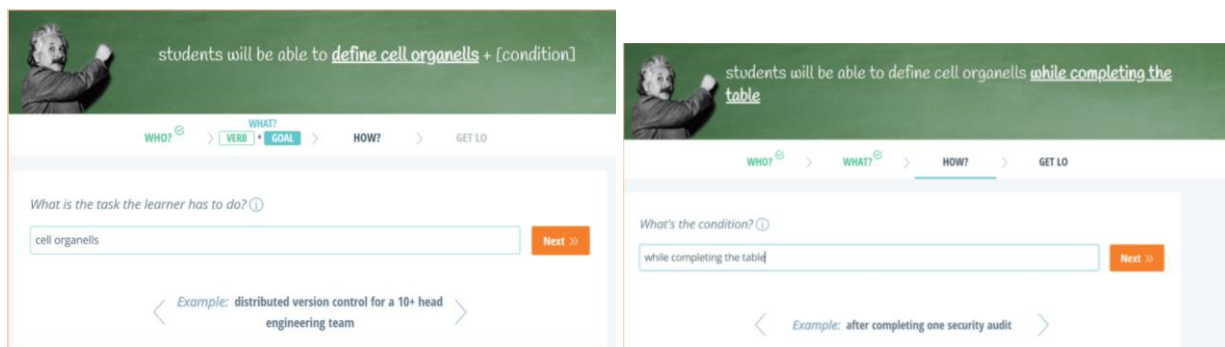 students will be able to define cell organells + [condition]
WHAT?
WHO? > VERB + GOAL > HOW? > GET LO
What is the task the learner has to do?
cell organells
Next »
Example: distributed version control for a 10+ head
engineering team
students will be able to define cell organells while completing the
table
WHO? > WHAT? > HOW? > GET LO
What's the condition?
while completing the table
Next »
Example: after completing one security audit